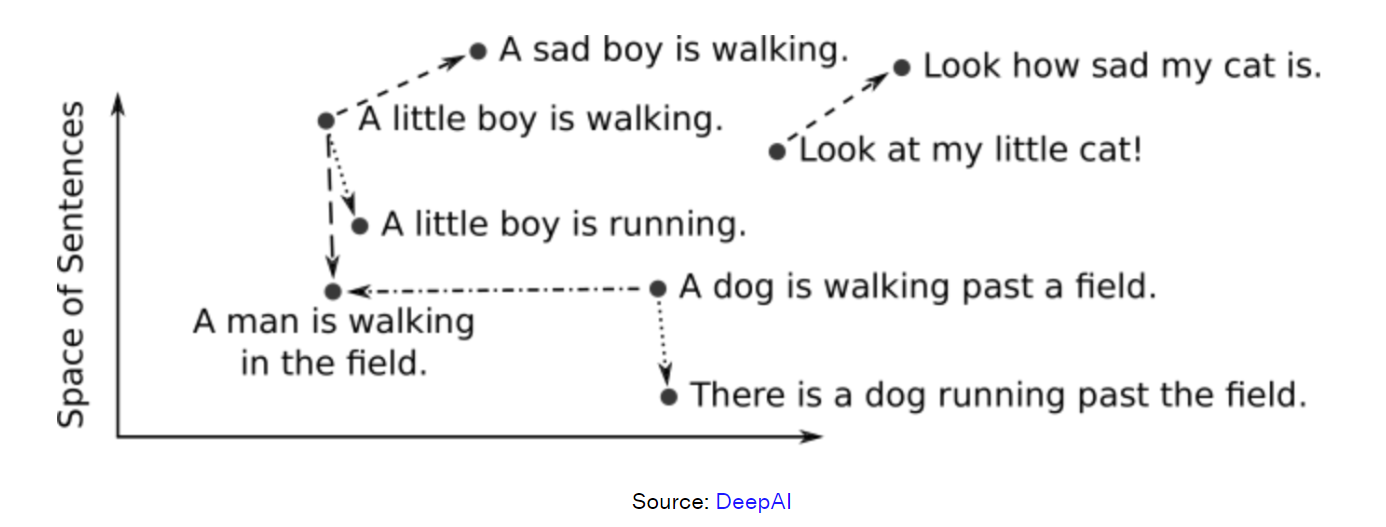 A sad boy is walking.
Look how sad my cat is.
A little boy is walking.
Look at my little cat!
A little boy is running.
A dog is walking past a field.
A man is walking
in the field.
There is a dog running past the field.
Space of Sentences
Source: DeepAI